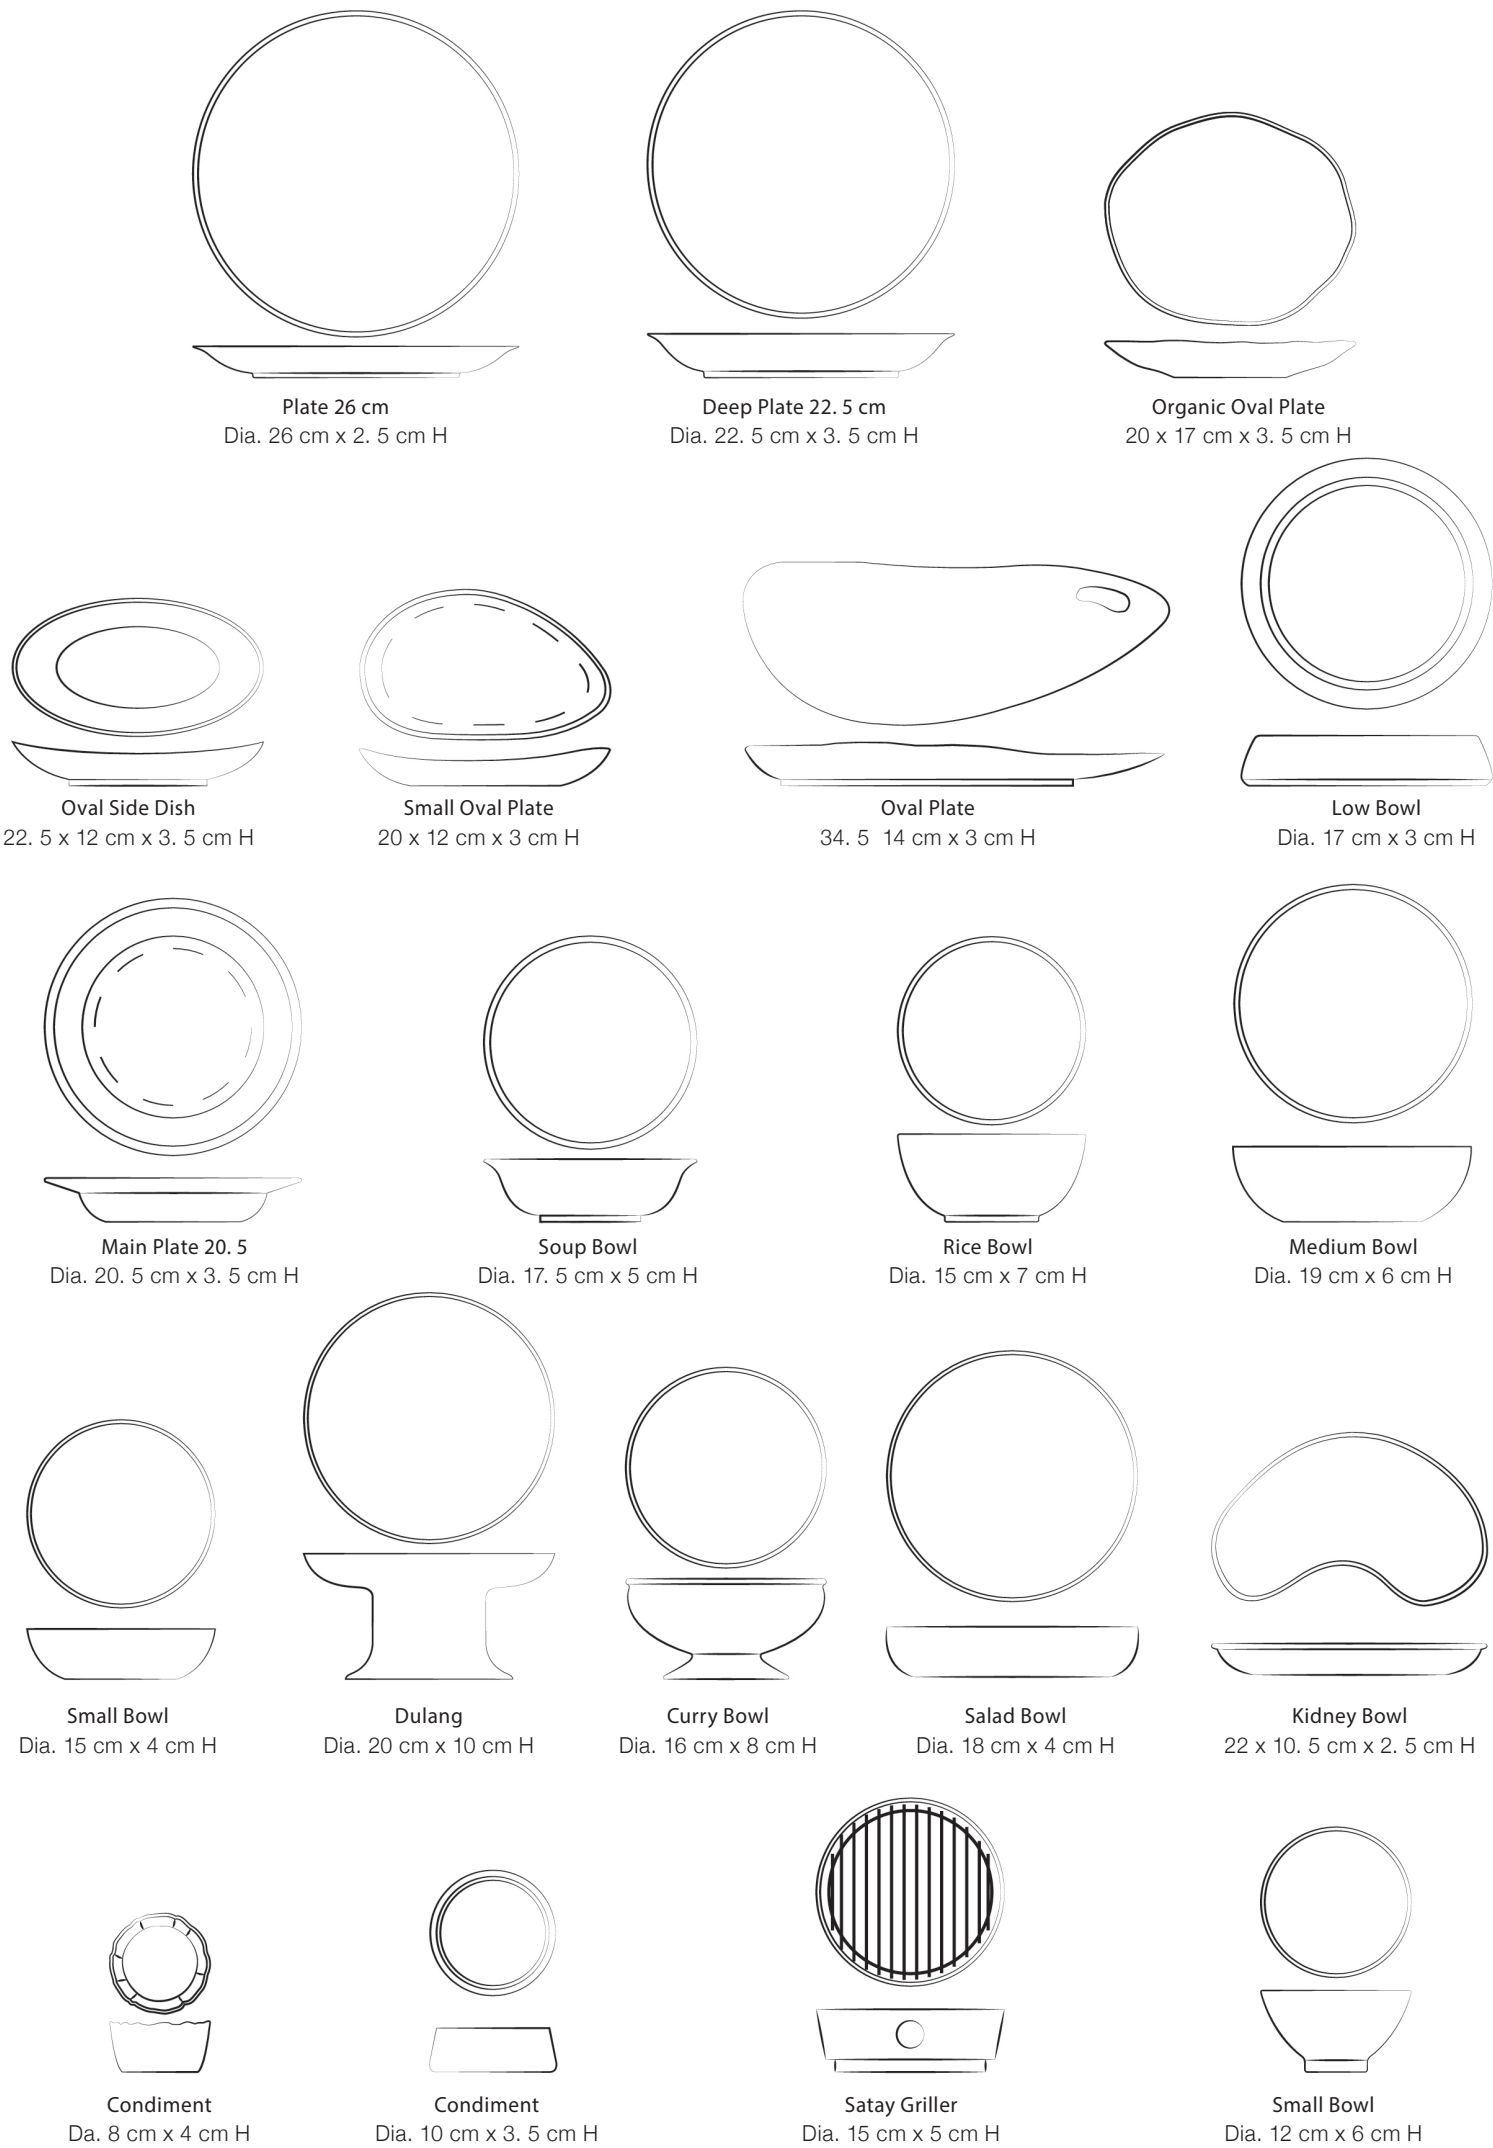 Plate 26 cm
Dia. 26 cm x 2. 5 cm H
Deep Plate 22. 5 cm
Dia. 22. 5 cm x 3. 5 cm H
Organic Oval Plate
20 x 17 cm x 3. 5 cm H
Oval Side Dish
22. 5 x 12 cm x 3. 5 cm H
Small Oval Plate
20 x 12 cm x 3 cm H
Oval Plate
34. 5 14 cm x 3 cm H
Low Bowl
Dia. 17 cm x 3 cm H
Main Plate 20. 5
Dia. 20. 5 cm x 3. 5 cm H
Soup Bowl
Dia. 17. 5 cm x 5 cm H
Rice Bowl
Dia. 15 cm x 7 cm H
Medium Bowl
Dia. 19 cm x 6 cm H
Small Bowl
Dia. 15 cm x 4 cm H
Dulang
Dia. 20 cm x 10 cm H
Curry Bowl
Dia. 16 cm x 8 cm H
Salad Bowl
Dia. 18 cm x 4 cm H
Kidney Bowl
22 x 10. 5 cm x 2. 5 cm H
Condiment
Da. 8 cm x 4 cm H
Condiment
Dia. 10 cm x 3. 5 cm H
Satay Griller
Dia. 15 cm x 5 cm H
Small Bowl
Dia. 12 cm x 6 cm H